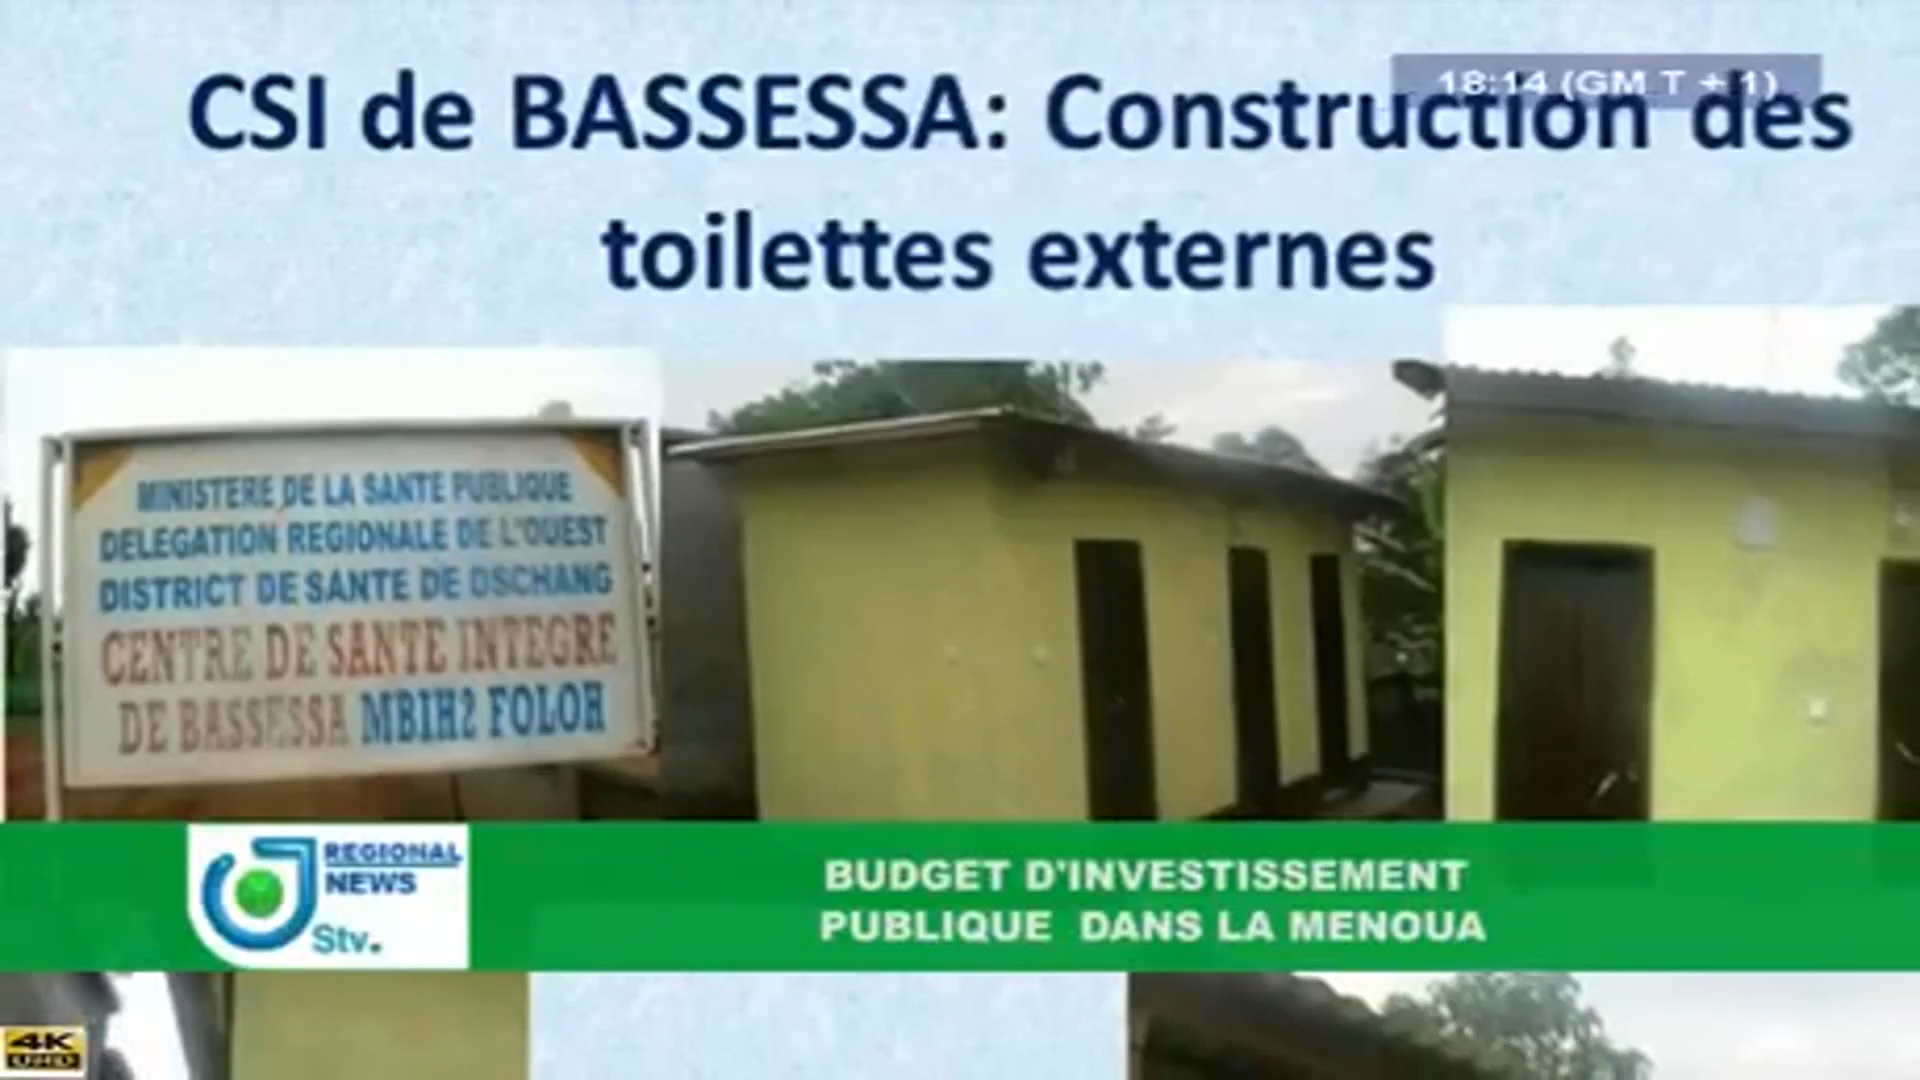 18:14 (GMT + 1)
CSI de BASSESSA: Construction des
toilettes externes
MINISTERE DE LA SANTE PUBLIQUE
DELEGATION REGIONALE DE L'OUEST
DISTRICT DE SANTE DE DSCHANG
CENTRE DE SANTE INTEGRE
DE BASSESSA MBIH2 FOLOH
REGIONAL
NEWS
Stv.
BUDGET D'INVESTISSEMENT
PUBLIQUE DANS LA MENOUA
4K
UHD